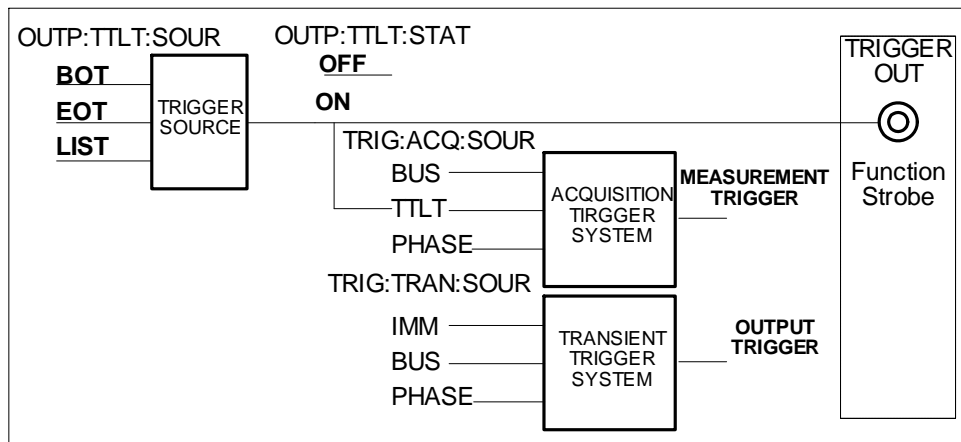 OUTP:TTLT:SOUR
OUTP:TTLT:STAT
BOT
EOT
LIST
TRIGGER
SOURCE
OFF
ON
TRIGGER
OUT
Function
Strobe
TRIG:ACQ:SOUR
BUS
TTLT
PHASE
ACQUISITION
TIRGGER
SYSTEM
MEASUREMENT
TRIGGER
TRIG:TRAN:SOUR
IMM
BUS
PHASE
TRANSIENT
TRIGGER
SYSTEM
OUTPUT
TRIGGER